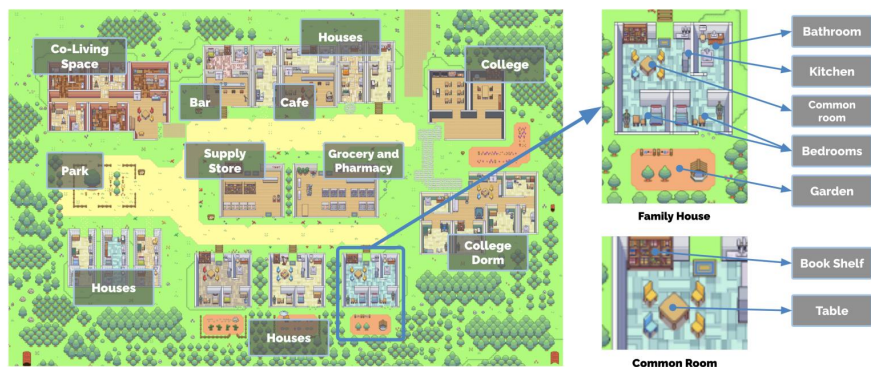 Co-Living
Space
Houses
College
Bar
Cafe
Park
Supply
Store
Grocery and
Pharmacy
Houses
College
Dorm
Houses
Bathroom
Kitchen
Common
room
Bedrooms
Garden
Family House
Book Shelf
Table
Common Room